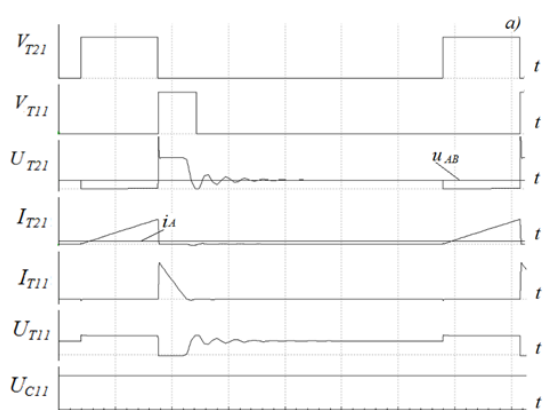 a)
V_T21 t
V_T11 t
U_T21 u_AB t
I_T21 i_A t
I_T11 t
U_T11 t
U_C11 t